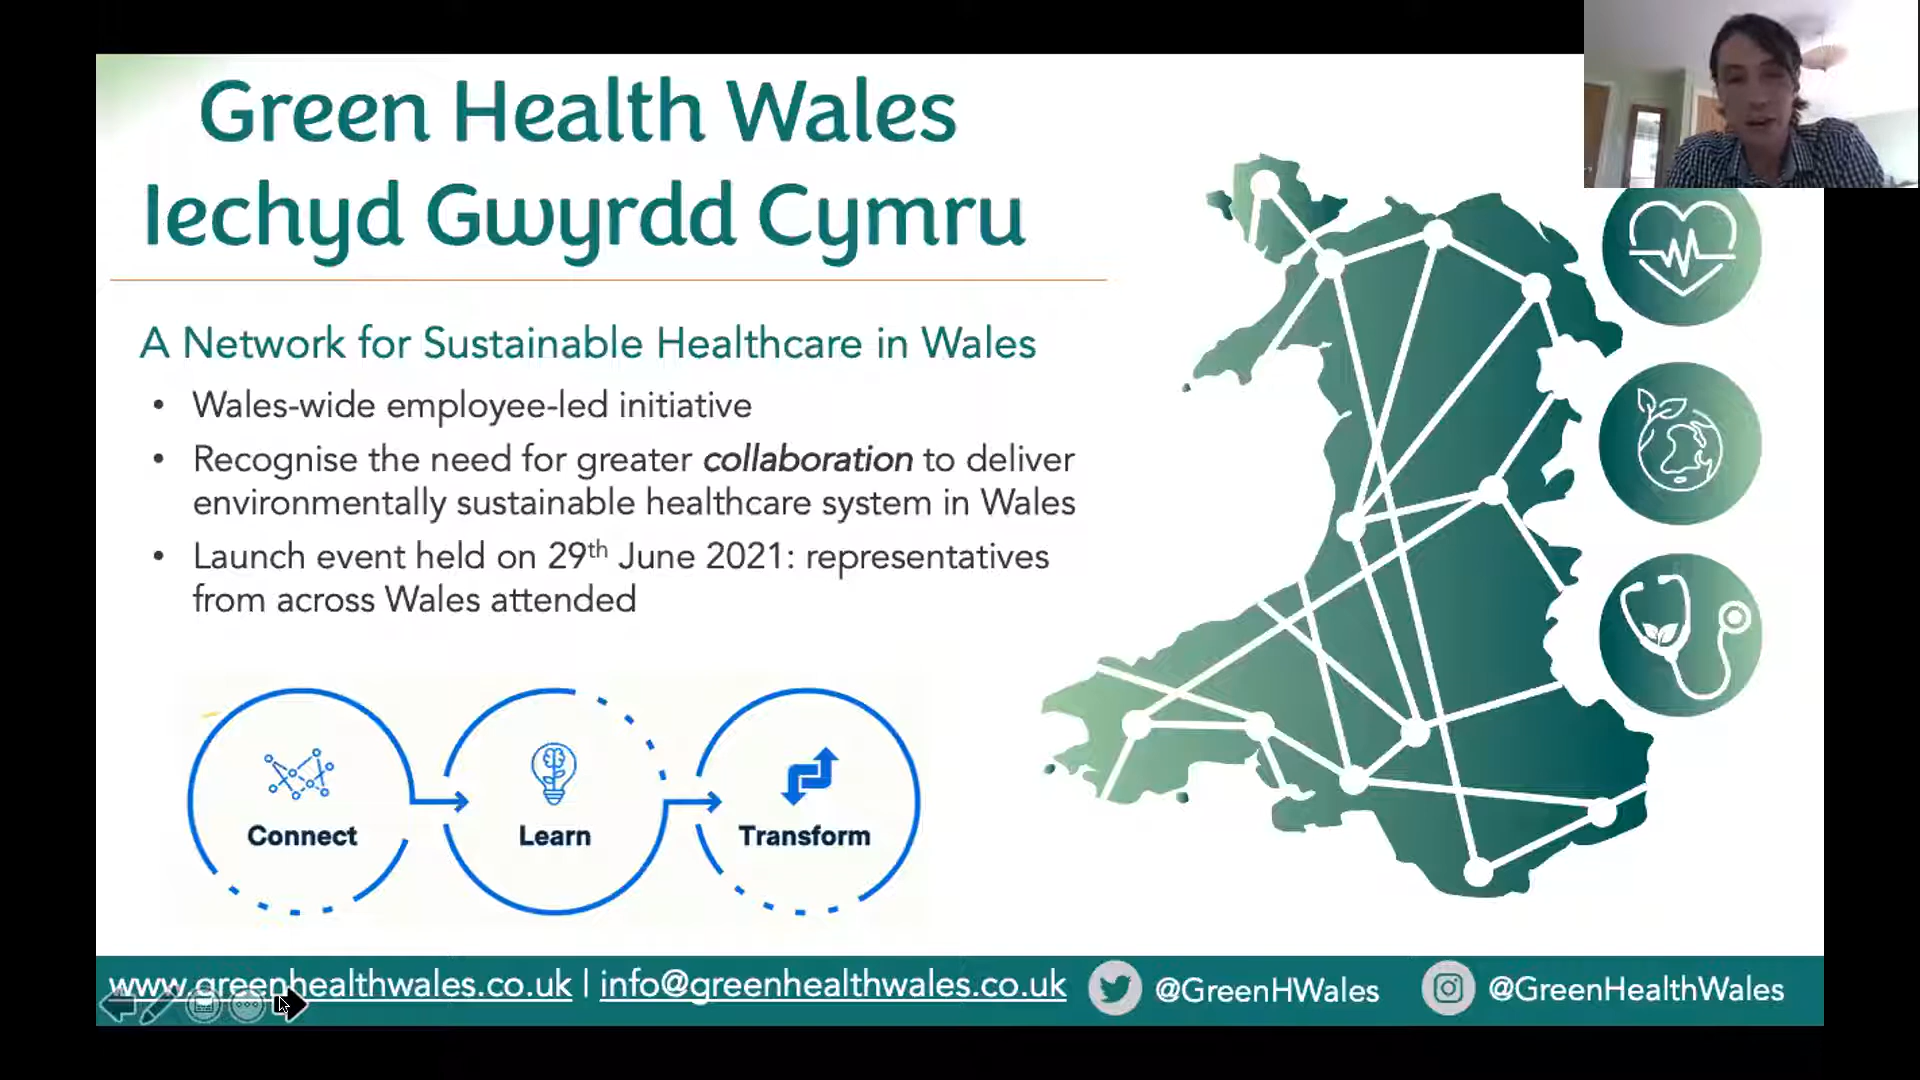 Green Health Wales
Iechyd Gwyrdd Cymru
A Network for Sustainable Healthcare in Wales
• Wales-wide employee-led initiative
• Recognise the need for greater collaboration to deliver
environmentally sustainable healthcare system in Wales
• Launch event held on 29th June 2021: representatives
from across Wales attended
Connect
Learn
Transform
www.greenhealthwales.co.uk | info@greenhealthwales.co.uk @GreenHWales @GreenHealthWales